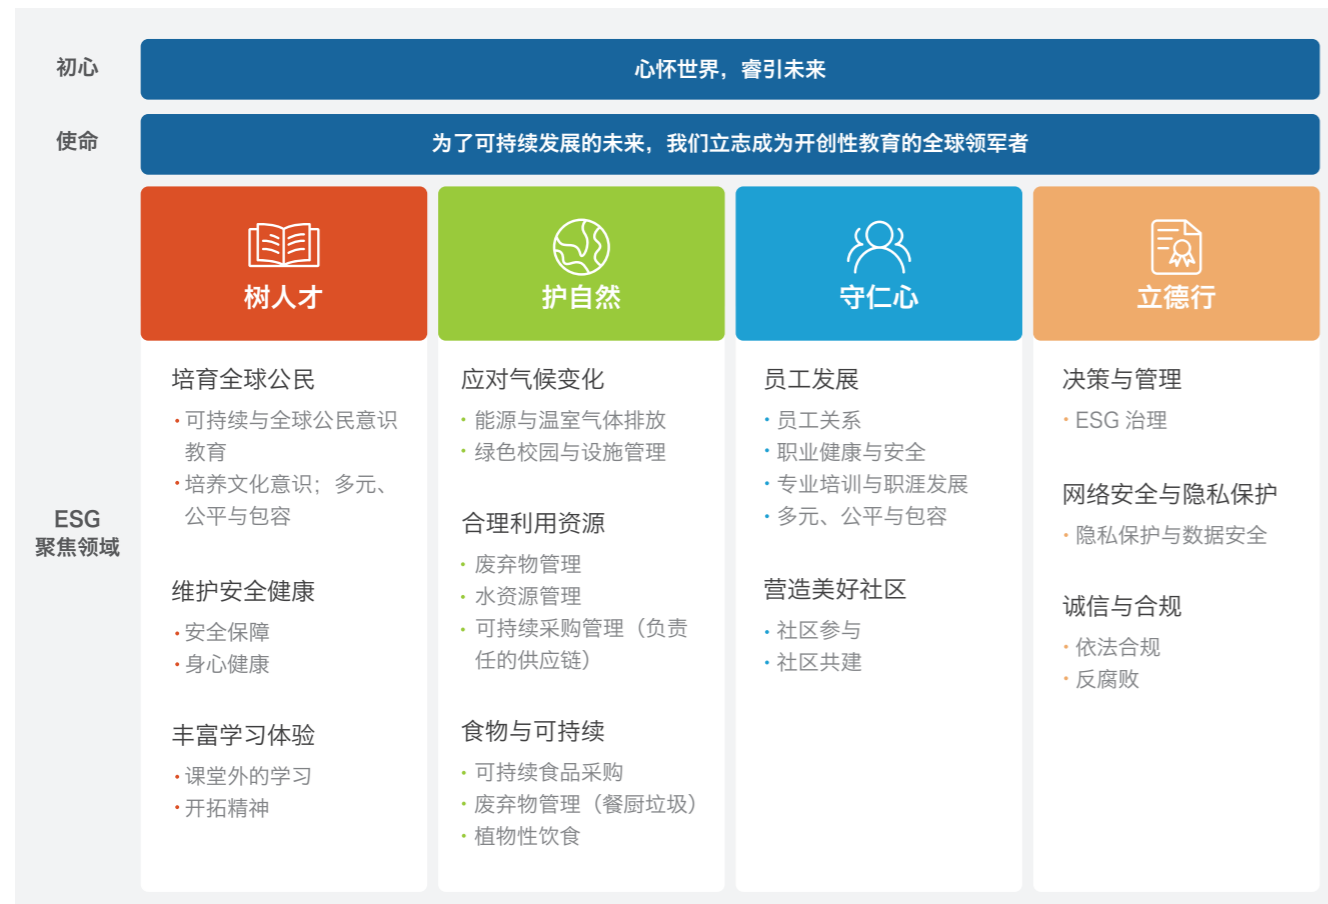 初心
心怀世界，睿引未来
使命
为了可持续发展的未来，我们立志成为开创性教育的全球领军者
ESG
聚焦领域
树人才
培育全球公民
·可持续与全球公民意识
教育
·培养文化意识；多元、
公平与包容
维护安全健康
·安全保障
·身心健康
丰富学习体验
·课堂外的学习
·开拓精神
护自然
应对气候变化
·能源与温室气体排放
·绿色校园与设施管理
合理利用资源
·废弃物管理
·水资源管理
·可持续采购管理（负责
任的供应链）
食物与可持续
·可持续食品采购
·废弃物管理（餐厨垃圾）
·植物性饮食
守仁心
员工发展
·员工关系
·职业健康与安全
·专业培训与职涯发展
·多元、公平与包容
营造美好社区
·社区参与
·社区共建
立德行
决策与管理
·ESG 治理
网络安全与隐私保护
·隐私保护与数据安全
诚信与合规
·依法合规
·反腐败